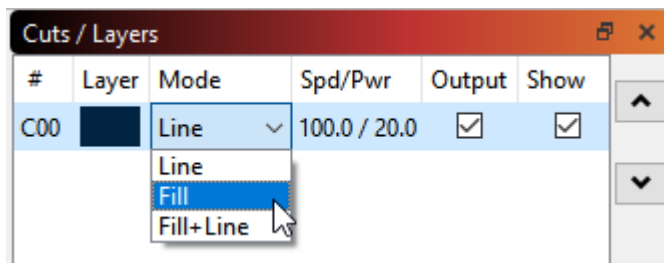 Cuts / Layers
# Layer Mode Spd/Pwr Output Show
C00 Line 100.0 / 20.0
Line
Fill
Fill+Line